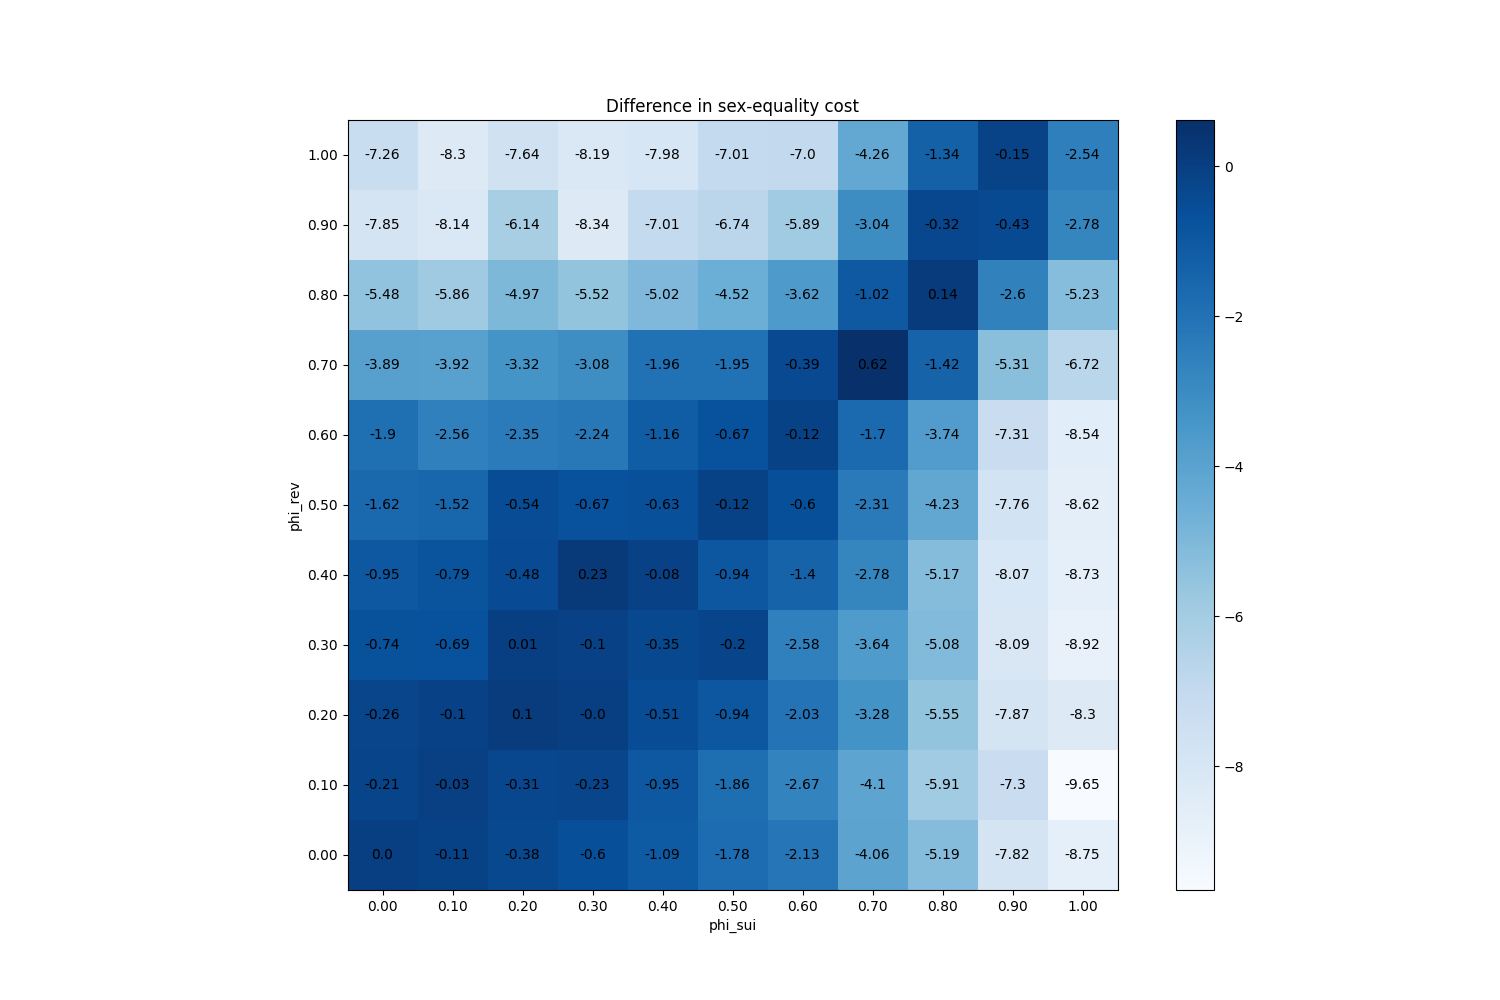 Difference in sex-equality cost
1.00 -7.26 -8.3 -7.64 -8.19 -7.98 -7.01 -7.0 -4.26 -1.34 -0.15 -2.54
0.90 -7.85 -8.14 -6.14 -8.34 -7.01 -6.74 -5.89 -3.04 -0.32 -0.43 -2.78
0.80 -5.48 -5.86 -4.97 -5.52 -5.02 -4.52 -3.62 -1.02 0.14 -2.6 -5.23
0.70 -3.89 -3.92 -3.32 -3.08 -1.96 -1.95 -0.39 0.62 -1.42 -5.31 -6.72
0.60 -1.9 -2.56 -2.35 -2.24 -1.16 -0.67 -0.12 -1.7 -3.74 -7.31 -8.54
0.50 -1.62 -1.52 -0.54 -0.67 -0.63 -0.12 -0.6 -2.31 -4.23 -7.76 -8.62
0.40 -0.95 -0.79 -0.48 0.23 -0.08 -0.94 -1.4 -2.78 -5.17 -8.07 -8.73
0.30 -0.74 -0.69 0.01 -0.1 -0.35 -0.2 -2.58 -3.64 -5.08 -8.09 -8.92
0.20 -0.26 -0.1 0.1 -0.0 -0.51 -0.94 -2.03 -3.28 -5.55 -7.87 -8.3
0.10 -0.21 -0.03 -0.31 -0.23 -0.95 -1.86 -2.67 -4.1 -5.91 -7.3 -9.65
0.00 0.0 -0.11 -0.38 -0.6 -1.09 -1.78 -2.13 -4.06 -5.19 -7.82 -8.75
0.00 0.10 0.20 0.30 0.40 0.50 0.60 0.70 0.80 0.90 1.00
phi_sui
phi_rev
0
−2
−4
−6
−8